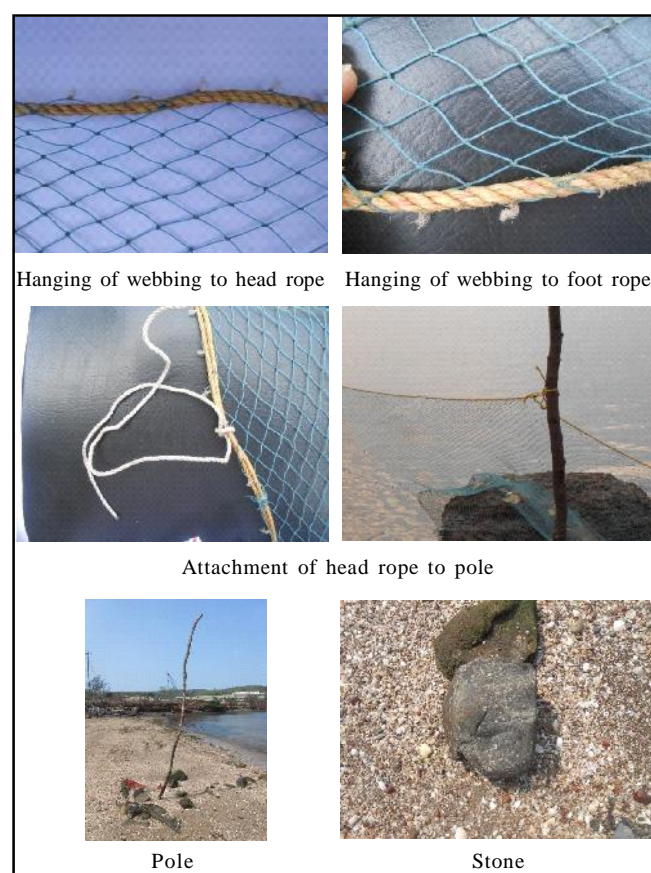 Hanging of webbing to head rope
Hanging of webbing to foot rope
Attachment of head rope to pole
Pole
Stone